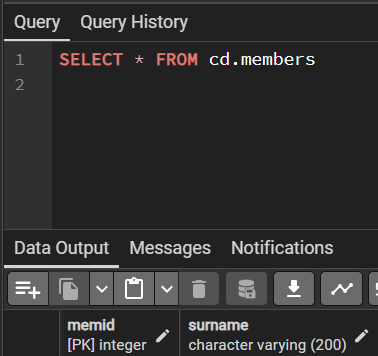 Query Query History
1 SELECT * FROM cd.members
2
Data Output Messages Notifications
memid surname
[PK] integer character varying (200)